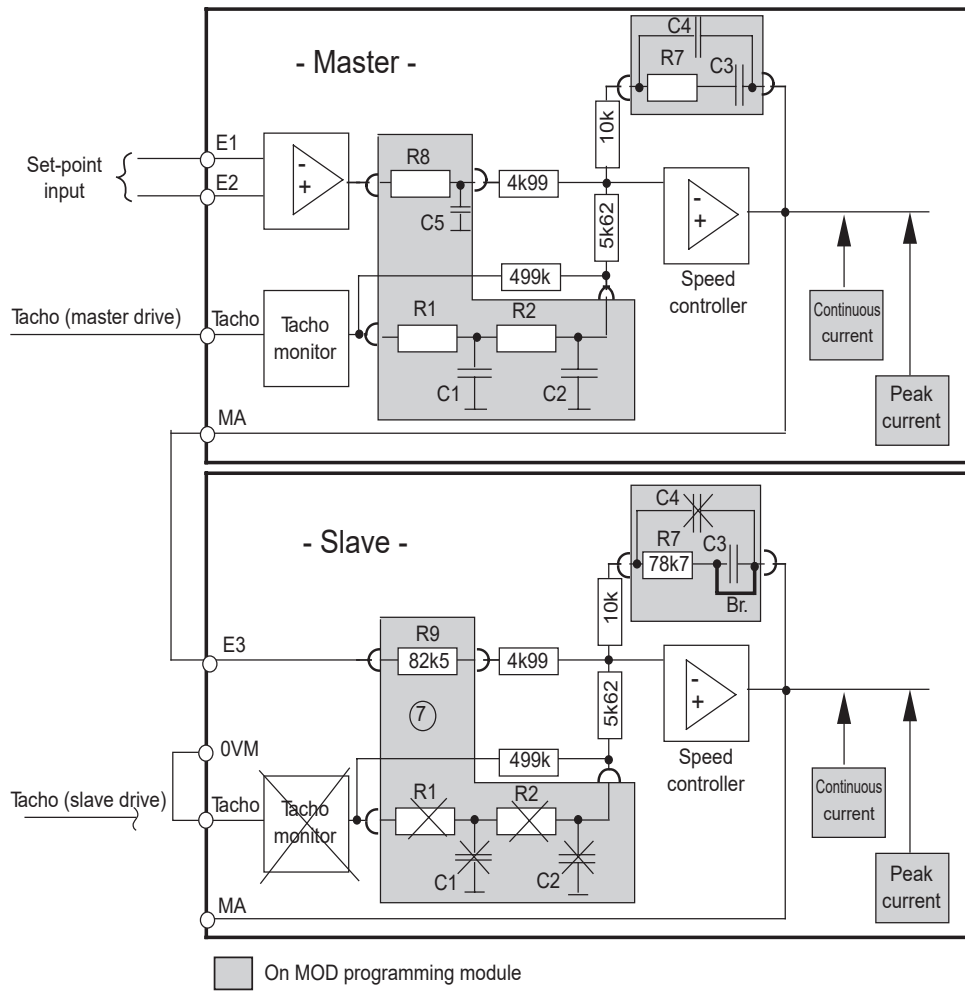 - Master -
C4
R7
C3
10k
Set-point
input
E1
E2
-
+
R8
C5
4k99
5k62
-
+
Speed
controller
499k
Tacho (master drive)
Tacho
Tacho
monitor
R1
R2
C1
C2
Continuous
current
Peak
current
MA
- Slave -
C4
R7
C3
78k7
Br.
10k
E3
R9
82k5
4k99
5k62
-
+
Speed
controller
7
0VM
499k
Tacho (slave drive)
Tacho
Tacho
monitor
R1
R2
C1
C2
Continuous
current
Peak
current
MA
On MOD programming module